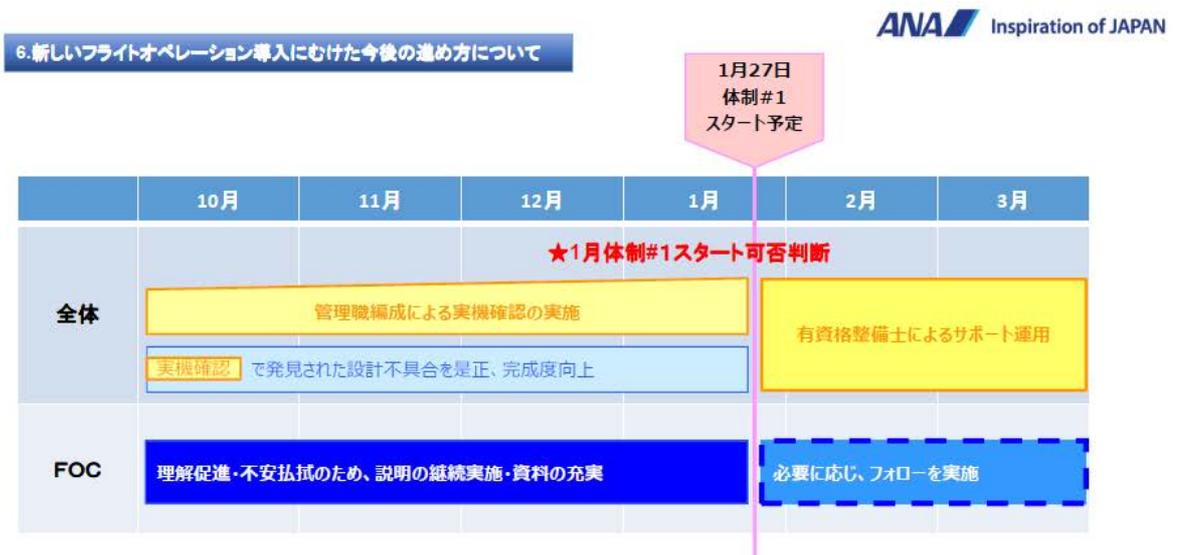 ANA Inspiration of JAPAN
6.新しいフライトオペレーション導入にむけた今後の進め方について
1月27日
体制#1
スタート予定
10月 11月 12月 1月 2月 3月
★1月体制#1スタート可否判断
全体
管理職編成による実機確認の実施
有資格整備士によるサポート運用
実機確認 で発見された設計不具合を是正、完成度向上
FOC
理解促進・不安払拭のため、説明の継続実施・資料の充実
必要に応じ、フォローを実施